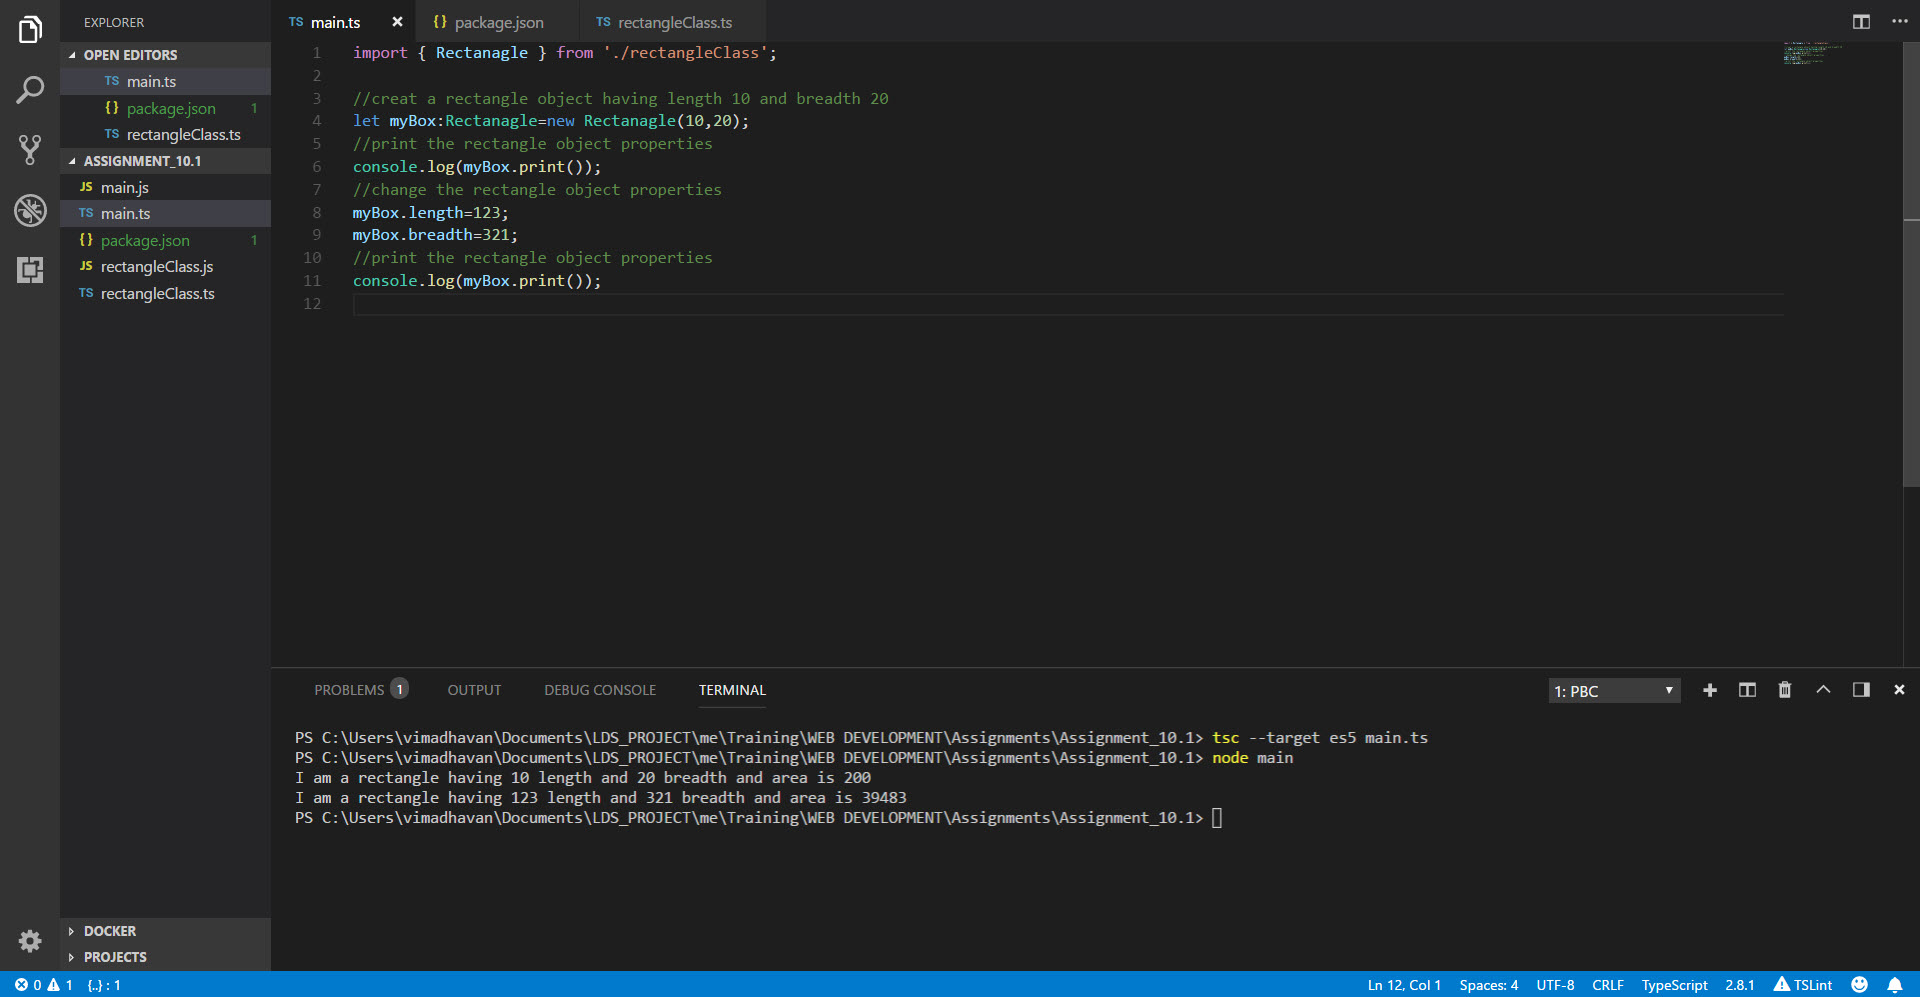 EXPLORER
OPEN EDITORS
TS main.ts
{} package.json 1
TS rectangleClass.ts
ASSIGNMENT_10.1
JS main.js
TS main.ts
{} package.json 1
JS rectangleClass.js
TS rectangleClass.ts
DOCKER
PROJECTS
TS main.ts {} package.json TS rectangleClass.ts
1 import { Rectanagle } from './rectangleClass';
2
3 //creat a rectangle object having length 10 and breadth 20
4 let myBox:Rectanagle=new Rectanagle(10,20);
5 //print the rectangle object properties
6 console.log(myBox.print());
7 //change the rectangle object properties
8 myBox.length=123;
9 myBox.breadth=321;
10 //print the rectangle object properties
11 console.log(myBox.print());
12
PROBLEMS 1 OUTPUT DEBUG CONSOLE TERMINAL 1: PBC
PS C:\Users\vimadhavan\Documents\LDS_PROJECT\me\Training\WEB DEVELOPMENT\Assignments\Assignment_10.1> tsc --target es5 main.ts
PS C:\Users\vimadhavan\Documents\LDS_PROJECT\me\Training\WEB DEVELOPMENT\Assignments\Assignment_10.1> node main
I am a rectangle having 10 length and 20 breadth and area is 200
I am a rectangle having 123 length and 321 breadth and area is 39483
PS C:\Users\vimadhavan\Documents\LDS_PROJECT\me\Training\WEB DEVELOPMENT\Assignments\Assignment_10.1>
0 1 {..} : 1 Ln 12, Col 1 Spaces: 4 UTF-8 CRLF TypeScript 2.8.1 TSLint